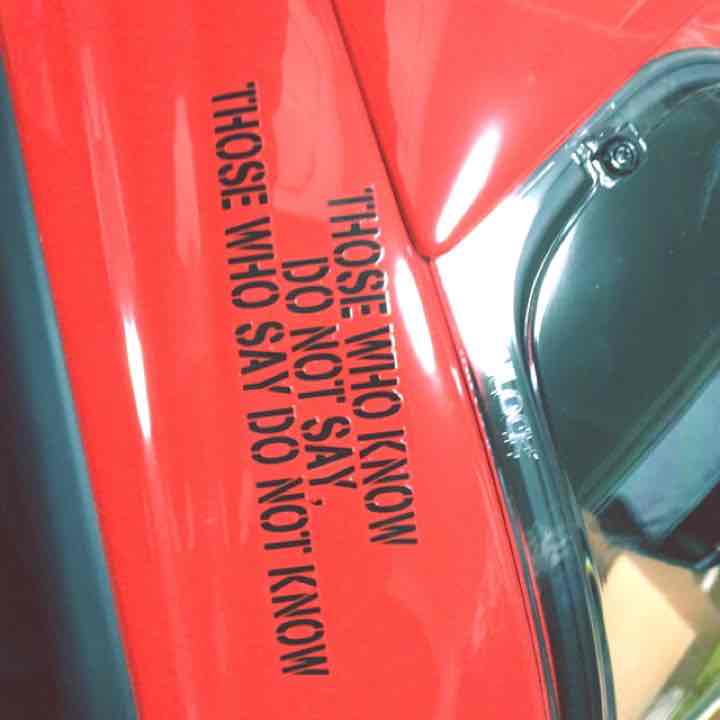 THOSE WHO KNOW
DO NOT SAY,
THOSE WHO SAY DO NOT KNOW